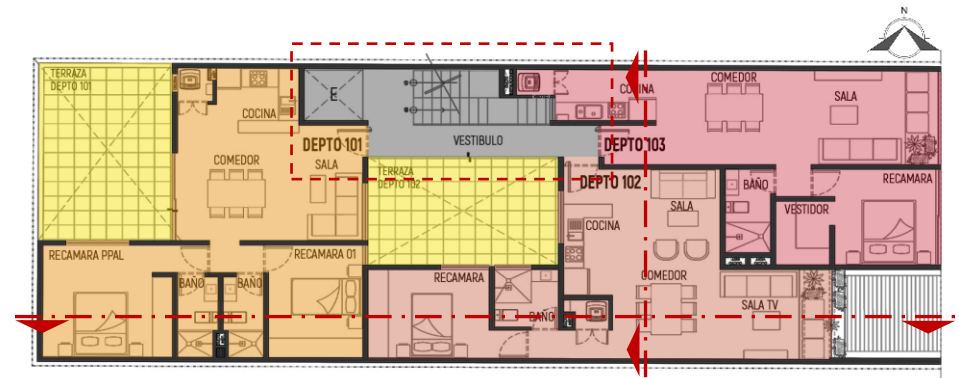 N
TERRAZA
DEPTO 101
COCINA
E
COCINA
COMEDOR
SALA
DEPTO 101
VESTIBULO
DEPTO 103
COMEDOR
SALA
TERRAZA
DEPTO 102
DEPTO 102
BAÑO
RECAMARA
SALA
VESTIDOR
COCINA
RECAMARA PPAL
RECAMARA 01
BAÑO
BAÑO
RECAMARA
COMEDOR
BAÑO
SALA TV